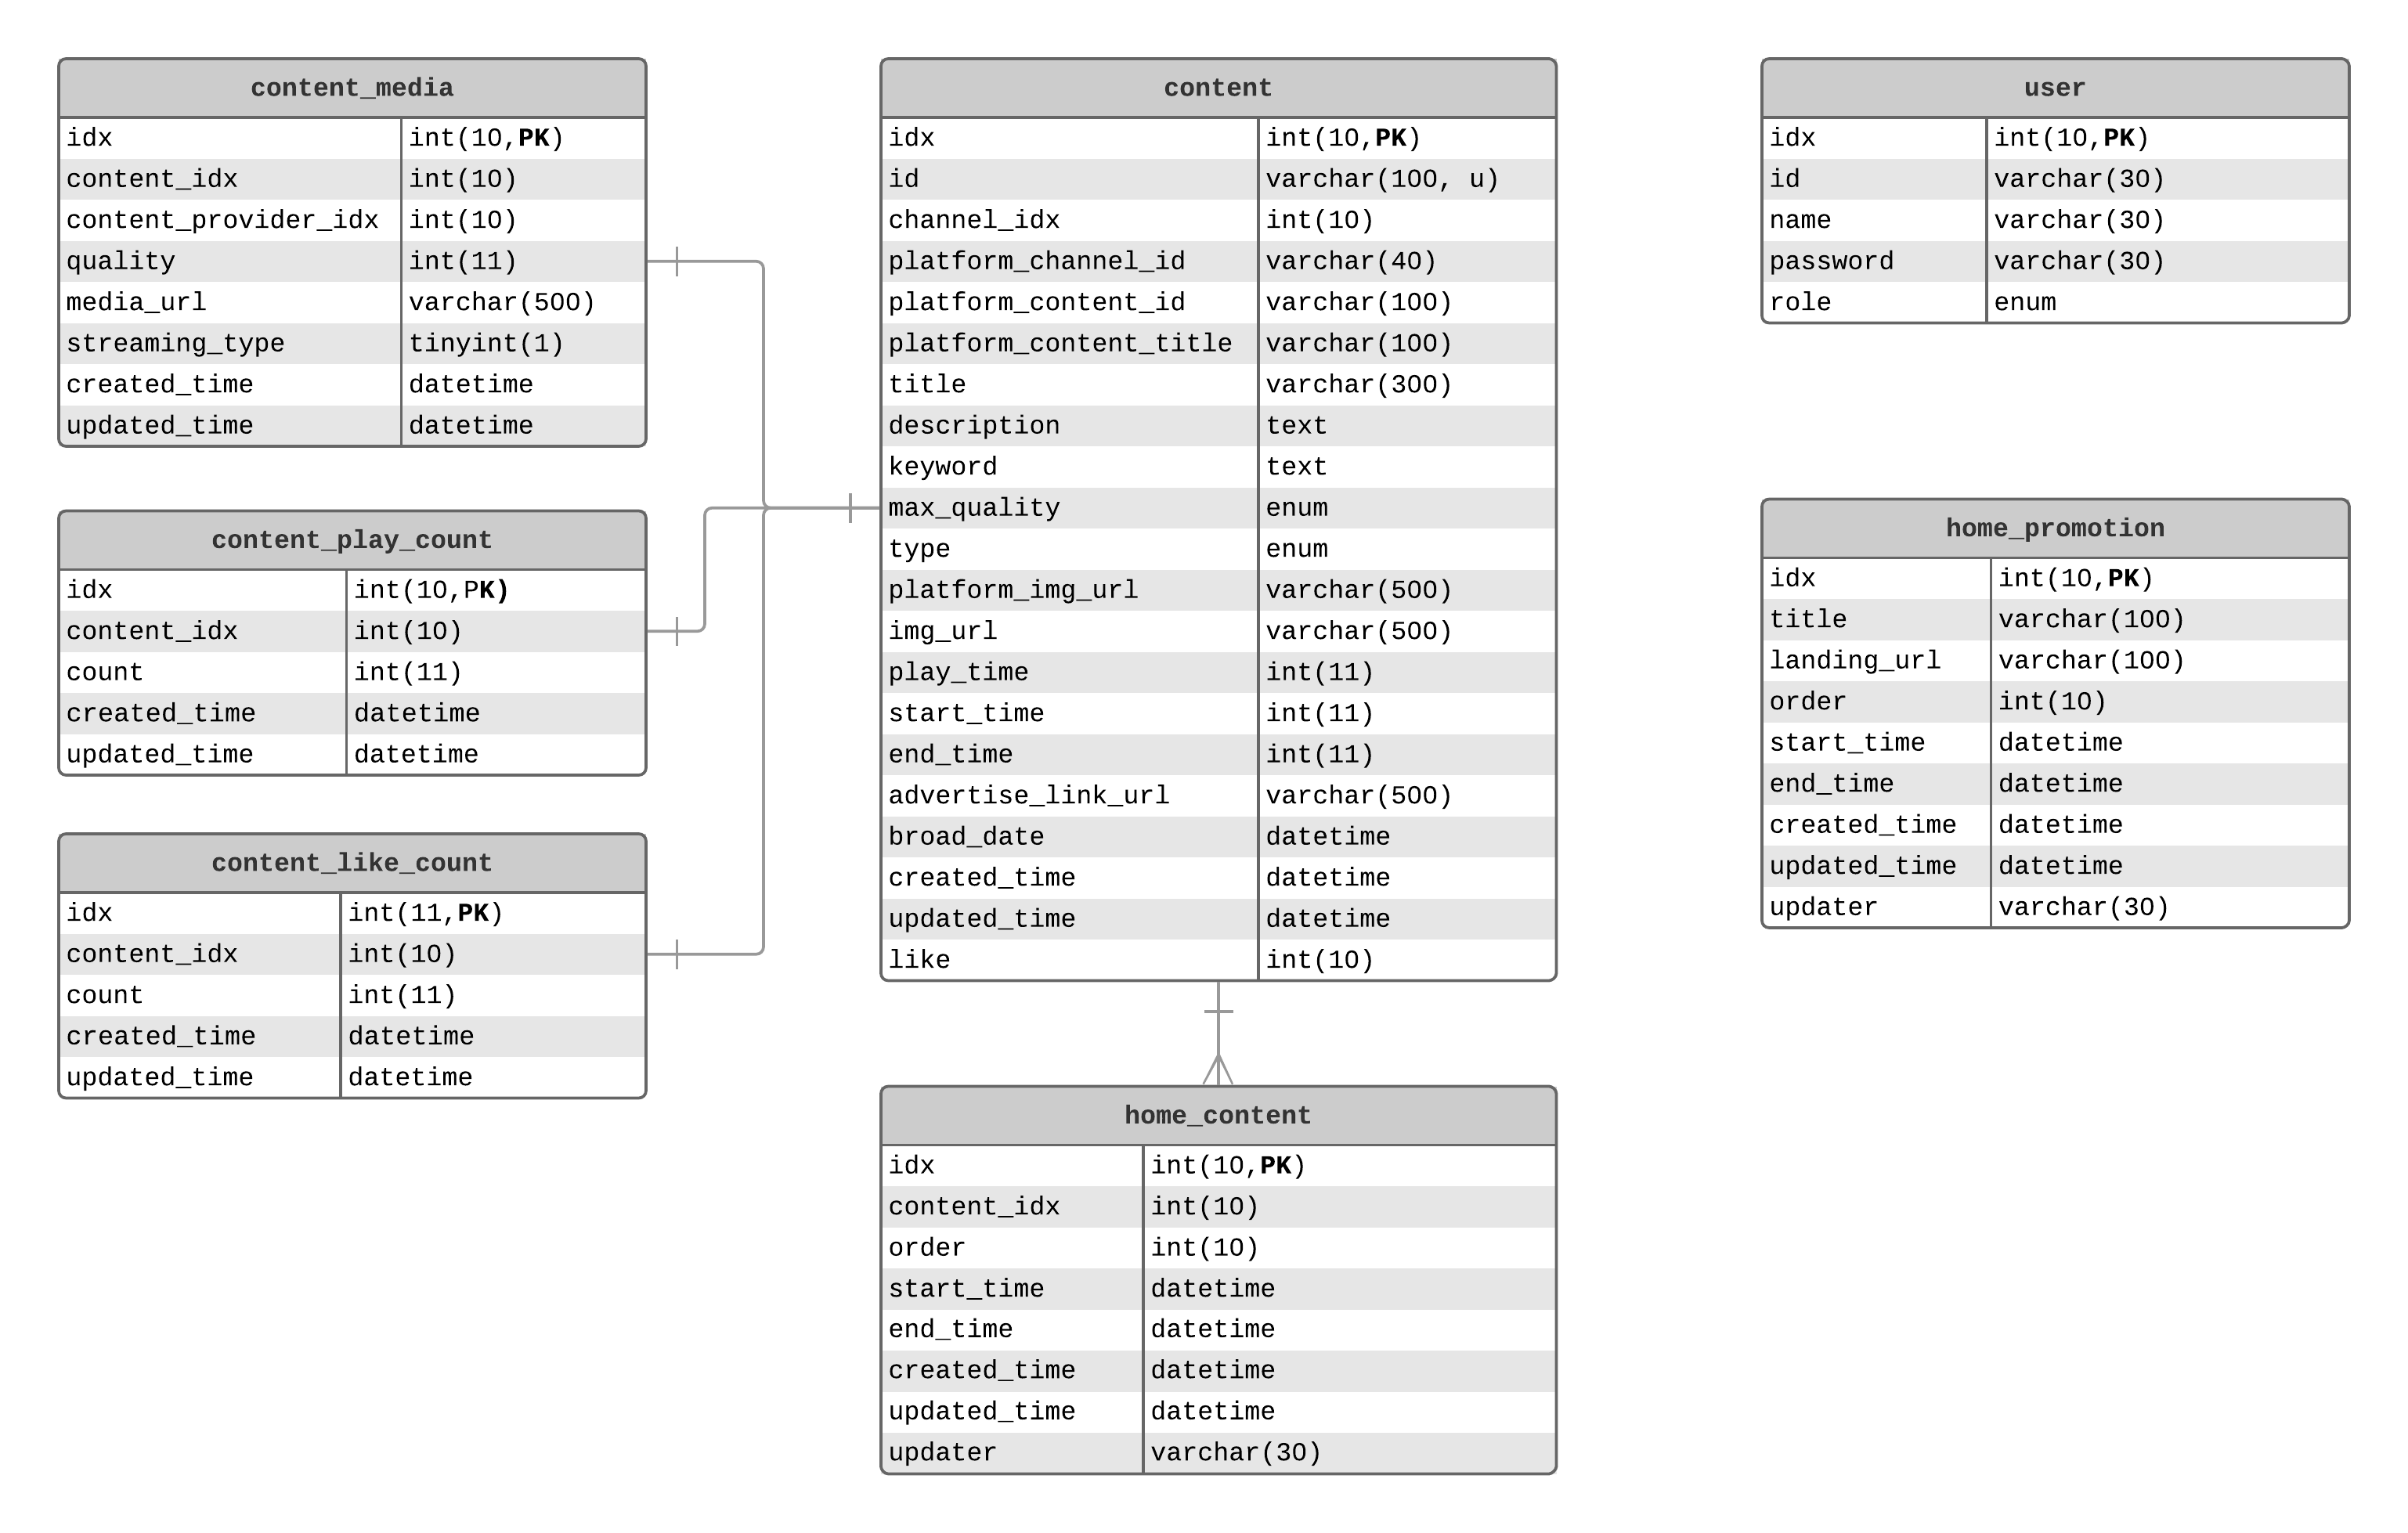 content_media
idx int(10,PK)
content_idx int(10)
content_provider_idx int(10)
quality int(11)
media_url varchar(500)
streaming_type tinyint(1)
created_time datetime
updated_time datetime
content_play_count
idx int(10,PK)
content_idx int(10)
count int(11)
created_time datetime
updated_time datetime
content_like_count
idx int(11,PK)
content_idx int(10)
count int(11)
created_time datetime
updated_time datetime
content
idx int(10,PK)
id varchar(100, u)
channel_idx int(10)
platform_channel_id varchar(40)
platform_content_id varchar(100)
platform_content_title varchar(100)
title varchar(300)
description text
keyword text
max_quality enum
type enum
platform_img_url varchar(500)
img_url varchar(500)
play_time int(11)
start_time int(11)
end_time int(11)
advertise_link_url varchar(500)
broad_date datetime
created_time datetime
updated_time datetime
like int(10)
home_content
idx int(10,PK)
content_idx int(10)
order int(10)
start_time datetime
end_time datetime
created_time datetime
updated_time datetime
updater varchar(30)
user
idx int(10,PK)
id varchar(30)
name varchar(30)
password varchar(30)
role enum
home_promotion
idx int(10,PK)
title varchar(100)
landing_url varchar(100)
order int(10)
start_time datetime
end_time datetime
created_time datetime
updated_time datetime
updater varchar(30)